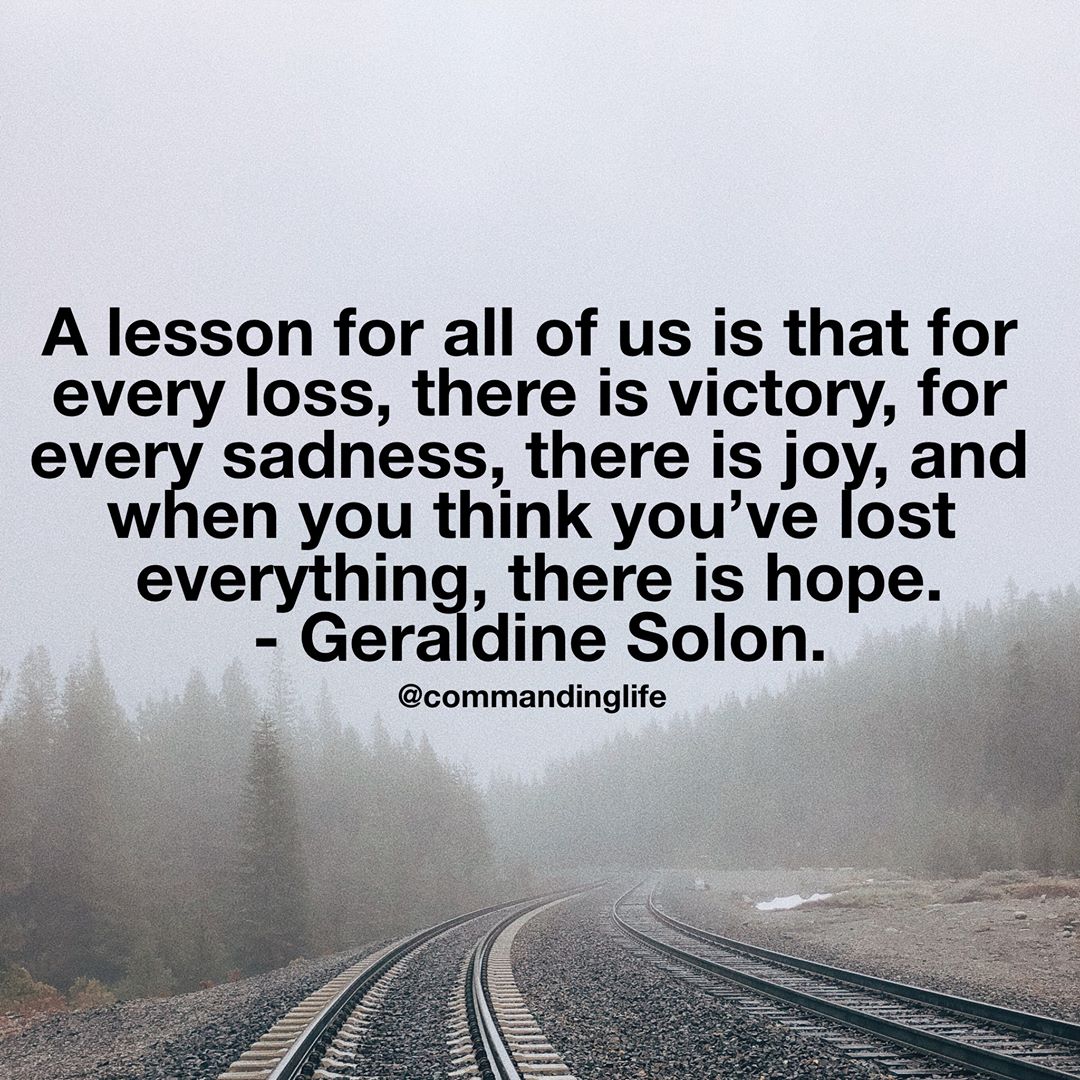 A lesson for all of us is that for
every loss, there is victory, for
every sadness, there is joy, and
when you think you’ve lost
everything, there is hope.
- Geraldine Solon.
@commandinglife